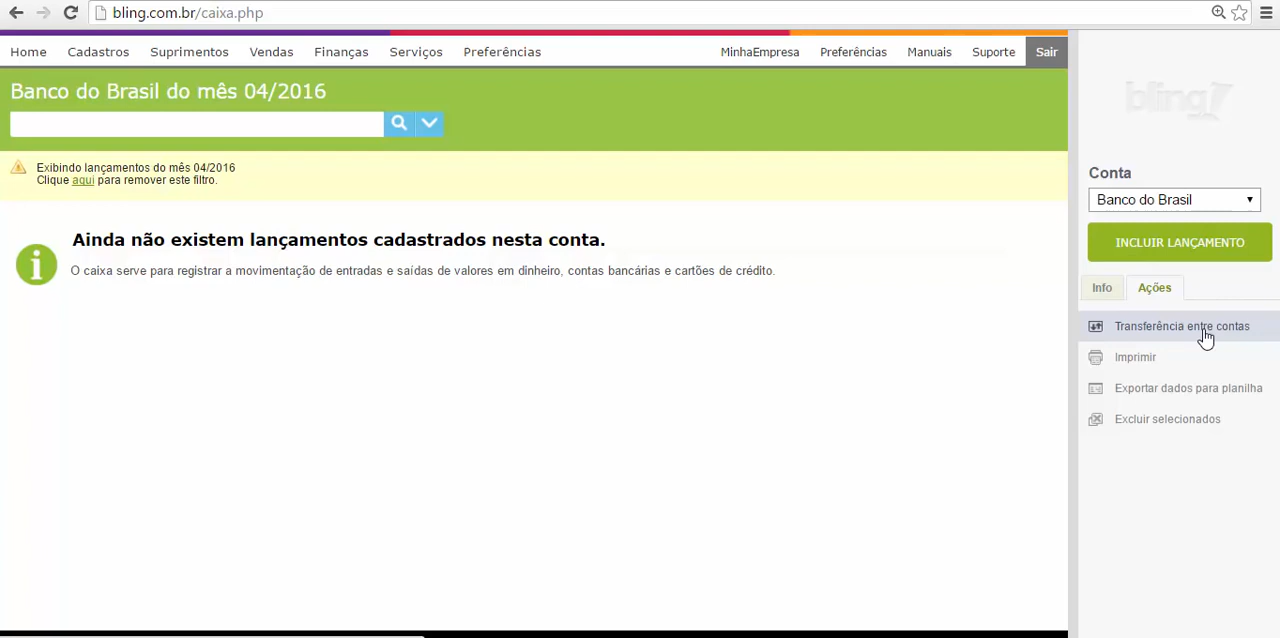 bling.com.br/caixa.php
Home Cadastros Suprimentos Vendas Finanças Serviços Preferências MinhaEmpresa Preferências Manuais Suporte Sair
Banco do Brasil do mês 04/2016
Exibindo lançamentos do mês 04/2016
Clique aqui para remover este filtro.
Ainda não existem lançamentos cadastrados nesta conta.
O caixa serve para registrar a movimentação de entradas e saídas de valores em dinheiro, contas bancárias e cartões de crédito.
bling
Conta
Banco do Brasil
INCLUIR LANÇAMENTO
Info Ações
Transferência entre contas
Imprimir
Exportar dados para planilha
Excluir selecionados